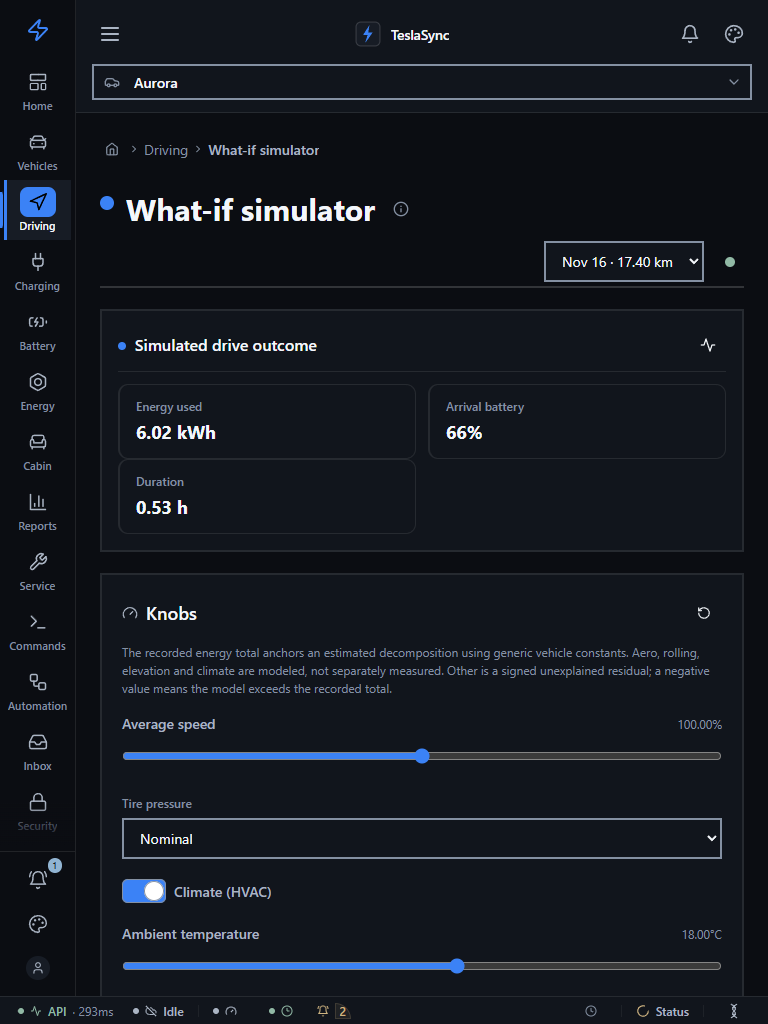 TeslaSync
Aurora
Home
Vehicles
Driving
Charging
Battery
Energy
Cabin
Reports
Service
Commands
Automation
Inbox
Security
1
Driving
What-if simulator
What-if simulator
Nov 16 · 17.40 km
Simulated drive outcome
Energy used
6.02 kWh
Arrival battery
66%
Duration
0.53 h
Knobs
The recorded energy total anchors an estimated decomposition using generic vehicle constants. Aero, rolling,
elevation and climate are modeled, not separately measured. Other is a signed unexplained residual; a negative
value means the model exceeds the recorded total.
Average speed
100.00%
Tire pressure
Nominal
Climate (HVAC)
Ambient temperature
18.00°C
API · 293ms
Idle
2
Status